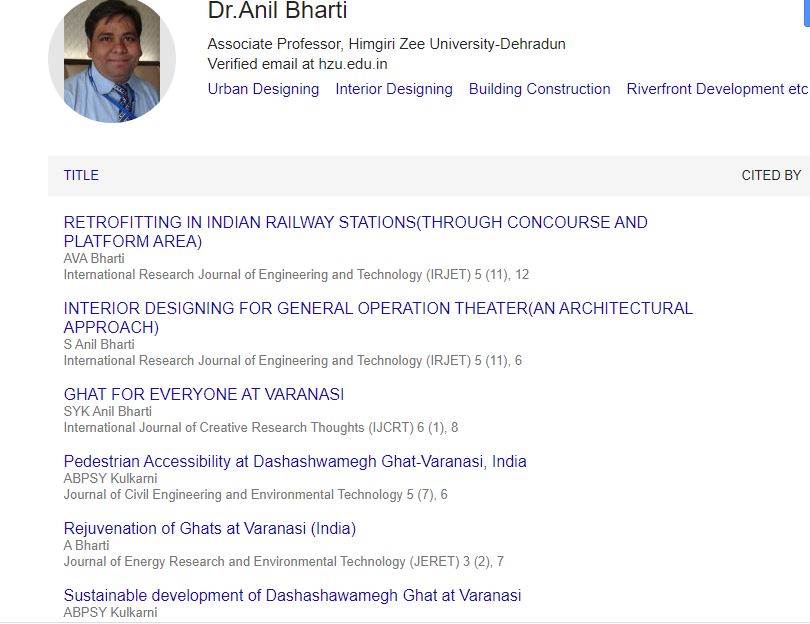 Dr.Anil Bharti
Associate Professor, Himgiri Zee University-Dehradun
Verified email at hzu.edu.in
Urban Designing Interior Designing Building Construction Riverfront Development etc
TITLE CITED BY
RETROFITTING IN INDIAN RAILWAY STATIONS(THROUGH CONCOURSE AND
PLATFORM AREA)
AVA Bharti
International Research Journal of Engineering and Technology (IRJET) 5 (11), 12
INTERIOR DESIGNING FOR GENERAL OPERATION THEATER(AN ARCHITECTURAL
APPROACH)
S Anil Bharti
International Research Journal of Engineering and Technology (IRJET) 5 (11), 6
GHAT FOR EVERYONE AT VARANASI
SYK Anil Bharti
International Journal of Creative Research Thoughts (IJCRT) 6 (1), 8
Pedestrian Accessibility at Dashashwamegh Ghat-Varanasi, India
ABPSY Kulkarni
Journal of Civil Engineering and Environmental Technology 5 (7), 6
Rejuvenation of Ghats at Varanasi (India)
A Bharti
Journal of Energy Research and Environmental Technology (JERET) 3 (2), 7
Sustainable development of Dashashawamegh Ghat at Varanasi
ABPSY Kulkarni